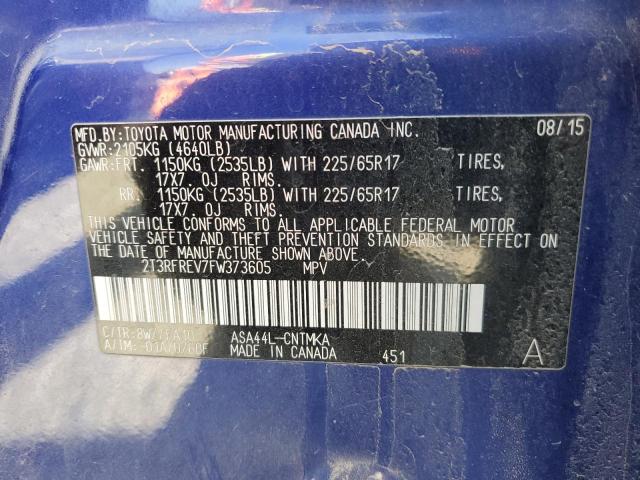 MFD.BY:TOYOTA MOTOR MANUFACTURING CANADA INC. 08/15
GVWR:2105KG (4640LB)
GAWR:FRT. 1150KG (2535LB) WITH 225/65R17 TIRES,
17X7.0J RIMS.
RR. 1150KG (2535LB) WITH 225/65R17 TIRES,
17X7.0J RIMS.
THIS VEHICLE CONFORMS TO ALL APPLICABLE FEDERAL MOTOR
VEHICLE SAFETY AND THEFT PREVENTION STANDARDS IN EFFECT ON
THE DATE OF MANUFACTURE SHOWN ABOVE.
2T3RFREV7FW373605 MPV
C/TR: ASA44L-CNTMKA
A/TM: MADE IN CANADA 451 A